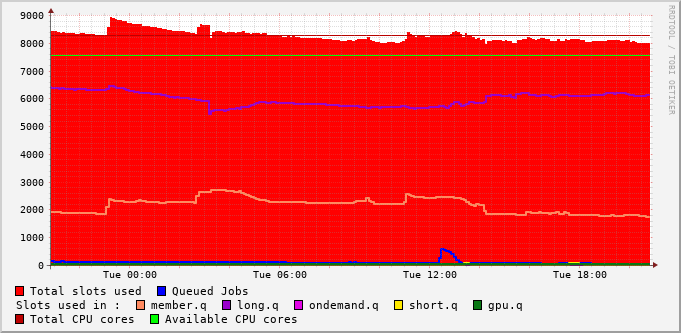 9000
8000
7000
6000
5000
4000
3000
2000
1000
0
Tue 00:00 Tue 06:00 Tue 12:00 Tue 18:00
RRDTOOL / TOBI OETIKER
Total slots used Queued Jobs
Slots used in : member.q long.q ondemand.q short.q gpu.q
Total CPU cores Available CPU cores